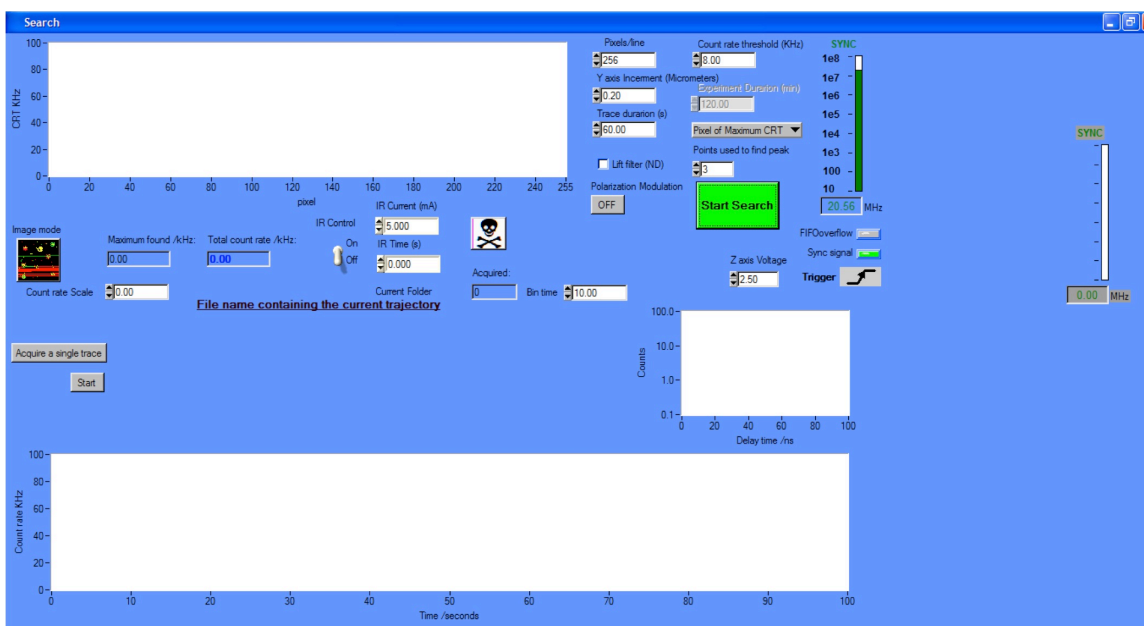 Search
100
80
60
40
20
0
CRT KHz
0 20 40 60 80 100 120 140 160 180 200 220 240 255
pixel
Pixels/line
256
Count rate threshold (KHz)
8.00
Y axis Incerment (Micrometers)
0.20
Experiment Durarion (min)
120.00
Trace durarion (s)
60.00
Pixel of Maximum CRT
Lift filter (ND)
Points used to find peak
3
Polarization Modulation
OFF
Start Search
SYNC
1e8
1e7
1e6
1e5
1e4
1e3
100
10
20.56 MHz
SYNC
0.00 MHz
FIFOoverflow
Sync signal
Trigger
Z axis Voltage
2.50
Image mode
Maximum found /kHz:
0.00
Total count rate /kHz:
0.00
IR Control
On
Off
IR Current (mA)
5.000
IR Time (s)
0.000
Count rate Scale 0.00
Current Folder
Acquired:
0
Bin time 10.00
File name containing the current trajectory
Acquire a single trace
Start
100.0
10.0
1.0
0.1
Counts
0 20 40 60 80 100
Delay time /ns
100
80
60
40
20
0
Count rate KHz
0 10 20 30 40 50 60 70 80 90 100
Time /seconds